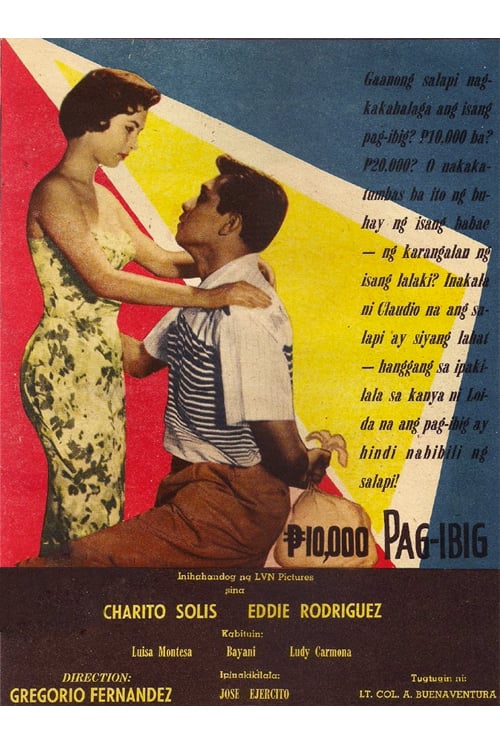 Gaanong salapi nag-
kakahalaga ang isang
pag-ibig? ₱10.000 ba?
₱20.000? O nakaka-
tumbas ba ito ng bu-
hay ng isang babae
— ng karangalan ng
isang lalaki? Inakala
ni Claudio na ang sa-
lapi ay siyang lahat
— hanggang sa ipaki-
lala sa kanya ni Loi-
da na ang pag-ibig ay
hindi nabibili ng
salapi!
₱10,000 PAG-IBIG
Inihahandog ng LVN Pictures
sina
CHARITO SOLIS EDDIE RODRIGUEZ
Kabituin:
Luisa Montesa Bayani Ludy Carmona
DIRECTION: Ipinakikilala: Tugtugin ni:
GREGORIO FERNANDEZ JOSE EJERCITO LT. COL. A. BUENAVENTURA